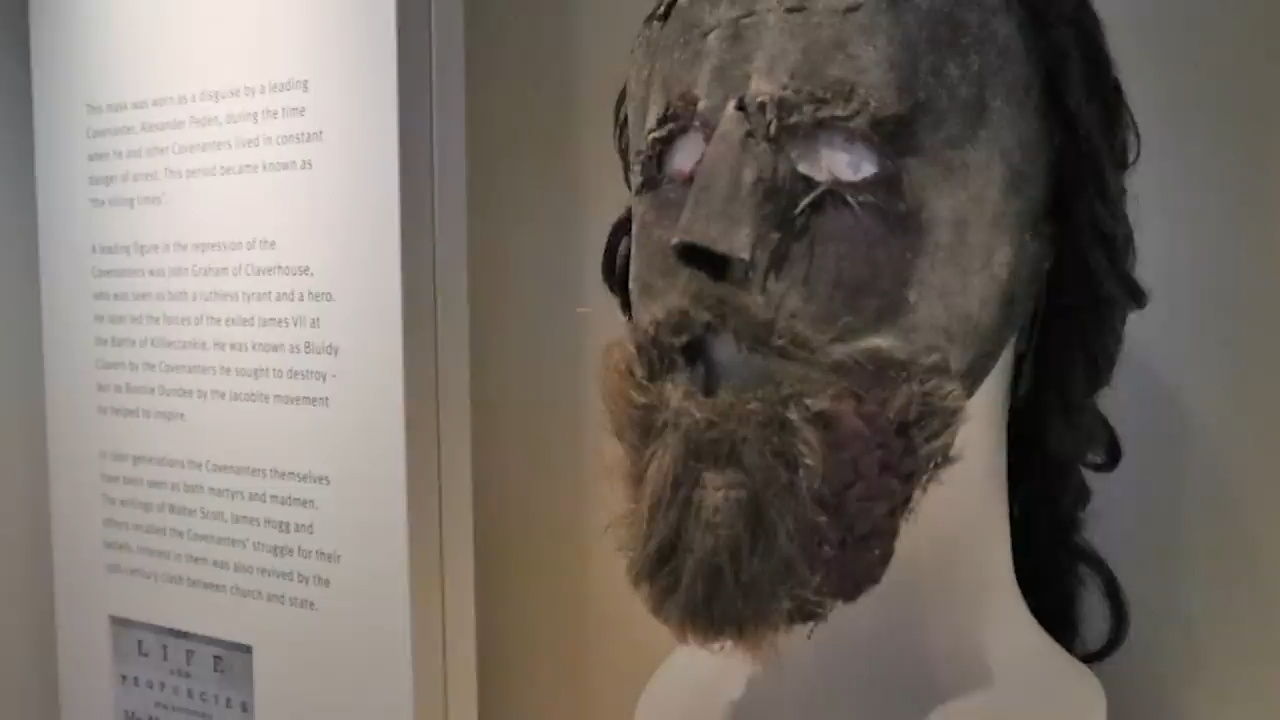 This mask was worn as a disguise by a leading
Covenanter, Alexander Peden, during the time
when he and other Covenanters lived in constant
danger of arrest. This period became known as
"the killing times".
A leading figure in the repression of the
Covenanters was John Graham of Claverhouse,
who was seen as both a ruthless tyrant and a hero.
He later led the forces of the exiled James VII at
the Battle of Killiecrankie. He was known as Bluidy
Clavers by the Covenanters he sought to destroy –
but as Bonnie Dundee by the Jacobite movement
he helped to inspire.
In later generations the Covenanters themselves
have been seen as both martyrs and madmen.
The writings of Walter Scott, James Hogg and
others recalled the Covenanters' struggle for their
beliefs. Interest in them was also revived by the
19th-century clash between church and state.
LIFE
AND
PROPHECIES